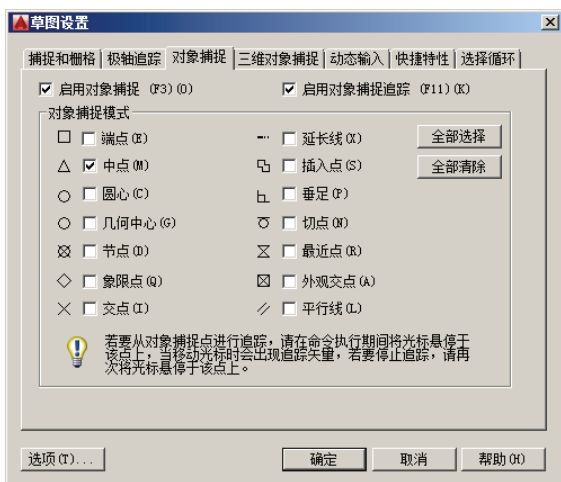 草图设置
捕捉和栅格 极轴追踪 对象捕捉 三维对象捕捉 动态输入 快捷特性 选择循环
启用对象捕捉 (F3)(O) 启用对象捕捉追踪 (F11)(K)
对象捕捉模式
端点(E) 延长线(X) 全部选择
中点(M) 插入点(S) 全部清除
圆心(C) 垂足(P)
几何中心(G) 切点(N)
节点(D) 最近点(R)
象限点(Q) 外观交点(A)
交点(I) 平行线(L)
若要从对象捕捉点进行追踪，请在命令执行期间将光标悬停于
该点上，当移动光标时会出现追踪矢量，若要停止追踪，请再
次将光标悬停于该点上。
选项(T)... 确定 取消 帮助(H)